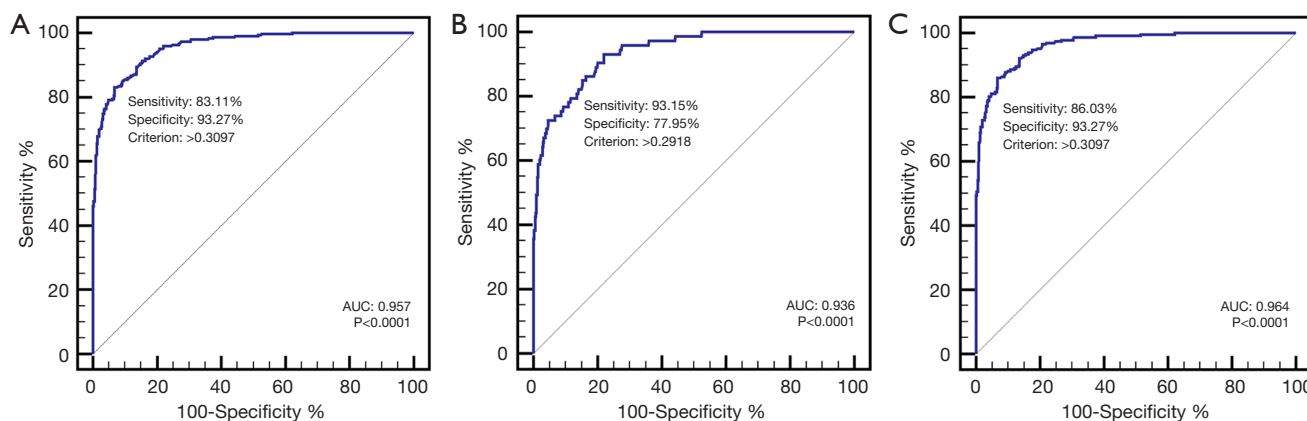 A
Sensitivity %
100
80
60
40
20
0
Sensitivity: 83.11%
Specificity: 93.27%
Criterion: >0.3097
AUC: 0.957
P<0.0001
0 20 40 60 80 100
100-Specificity %
B
Sensitivity %
100
80
60
40
20
0
Sensitivity: 93.15%
Specificity: 77.95%
Criterion: >0.2918
AUC: 0.936
P<0.0001
0 20 40 60 80 100
100-Specificity %
C
Sensitivity %
100
80
60
40
20
0
Sensitivity: 86.03%
Specificity: 93.27%
Criterion: >0.3097
AUC: 0.964
P<0.0001
0 20 40 60 80 100
100-Specificity %